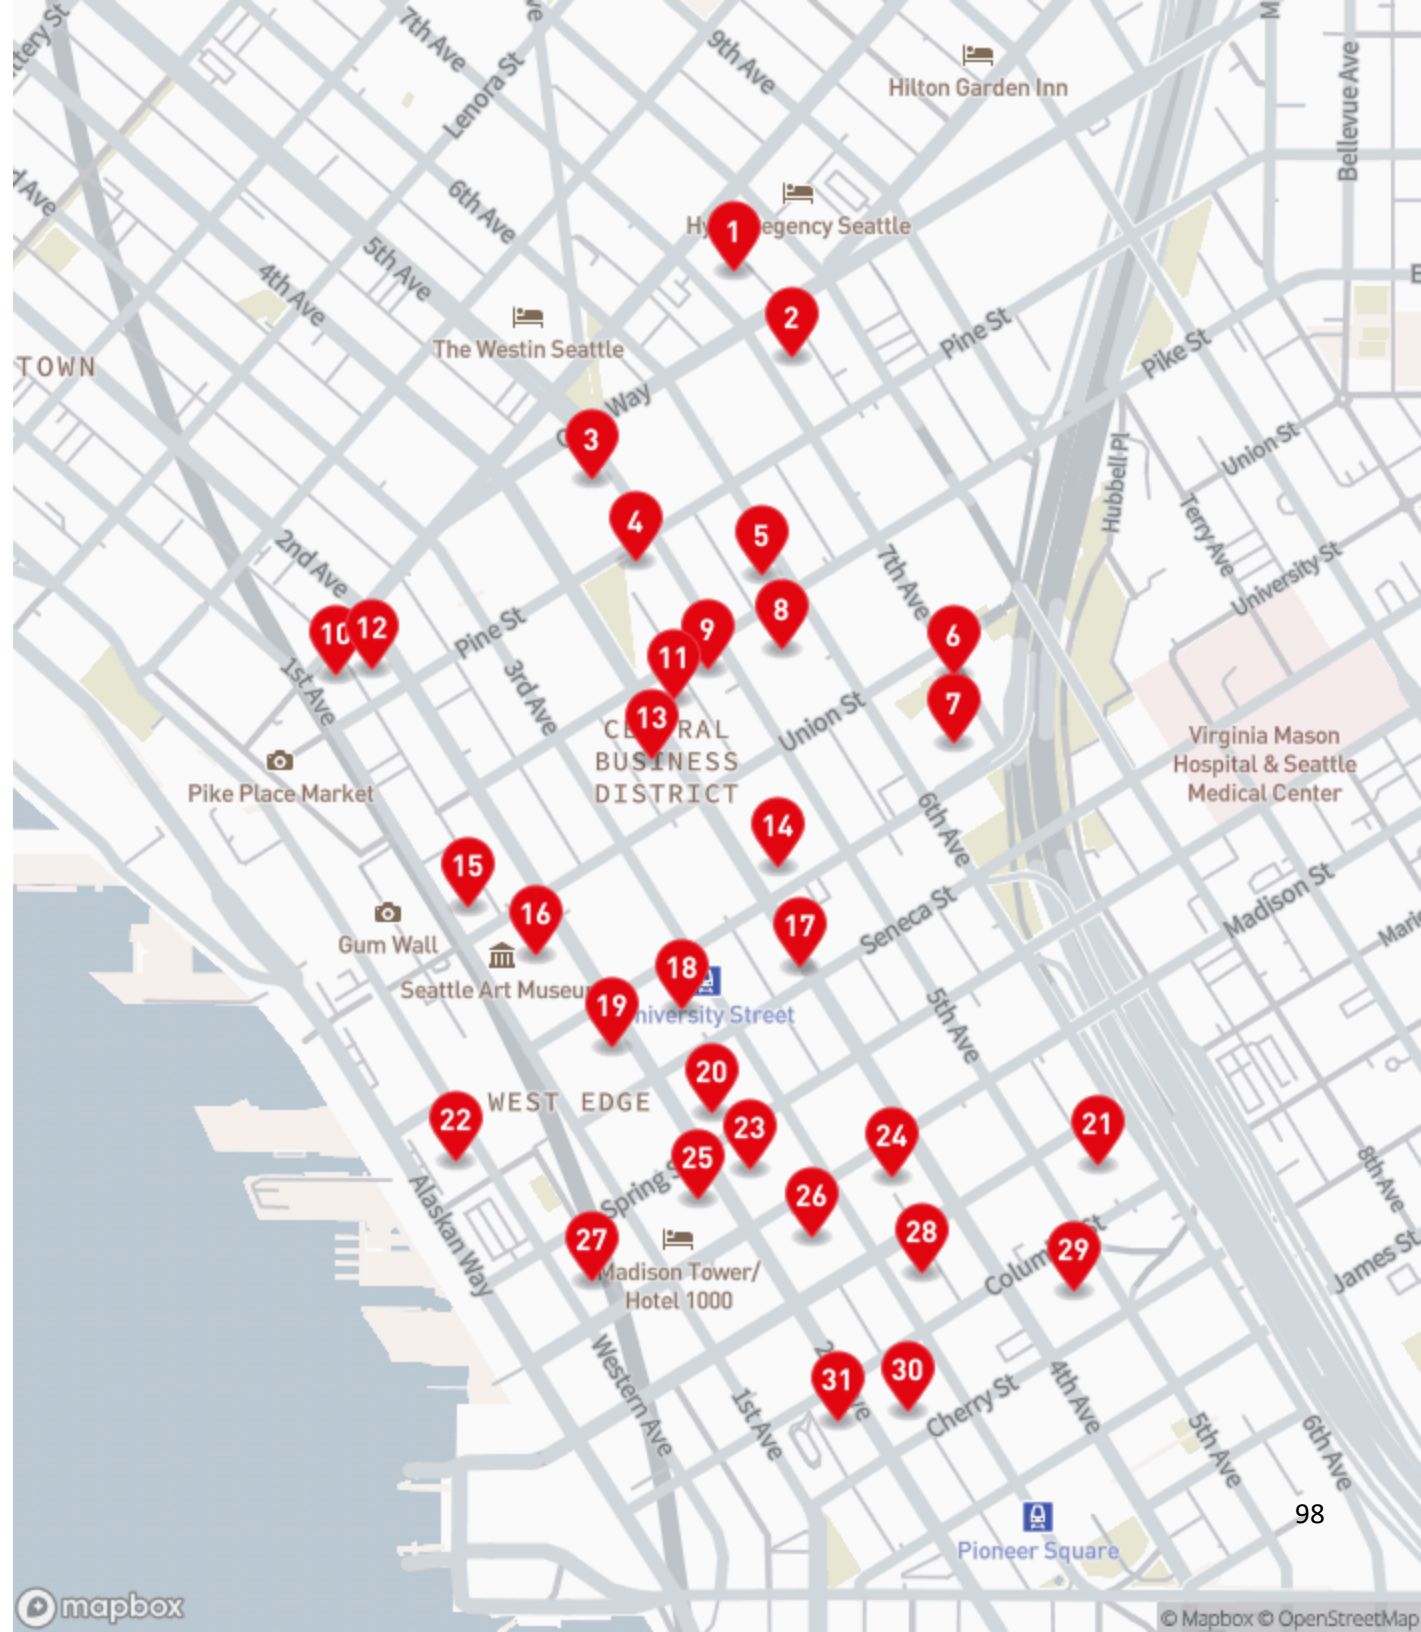 7th Ave
9th Ave
Hilton Garden Inn
Bellevue Ave
Lenora St
6th Ave
5th Ave
4th Ave
1
Hyatt Regency Seattle
2
The Westin Seattle
Pine St
Pike St
TOWN
Way
3
4
5
Hubbell Pl
Union St
Terry Ave
University St
2nd Ave
7th Ave
8
10
12
9
6
Pine St
11
1st Ave
3rd Ave
13
7
Union St
CENTRAL
BUSINESS
DISTRICT
Virginia Mason
Hospital & Seattle
Medical Center
Pike Place Market
14
6th Ave
15
16
17
Seneca St
Madison St
Gum Wall
Seattle Art Museum
18
19
University Street
5th Ave
20
WEST EDGE
22
23
24
21
25
Spring St
26
8th Ave
Alaskan Way
27
28
29
Columbia St
James St
Madison Tower/
Hotel 1000
Western Ave
1st Ave
31
30
2nd Ave
Cherry St
4th Ave
5th Ave
6th Ave
98
Pioneer Square
mapbox
© Mapbox © OpenStreetMap